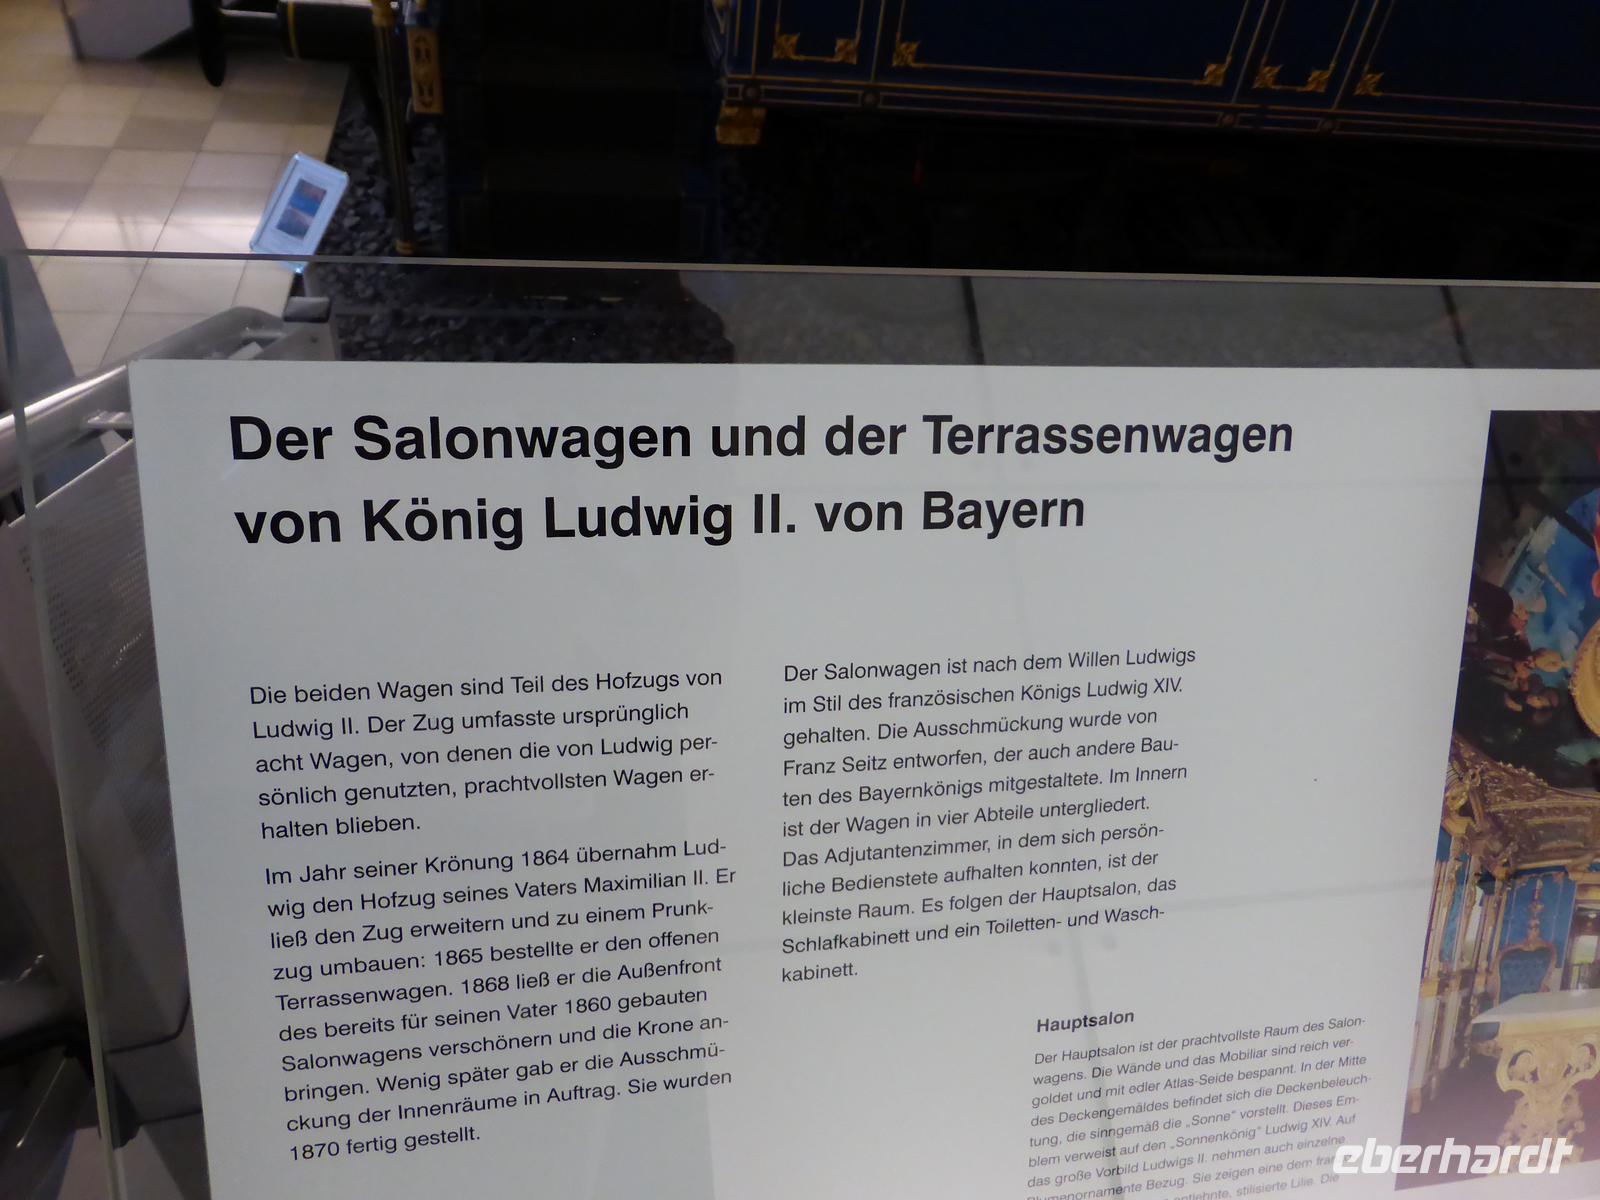 Der Salonwagen und der Terrassenwagen
von König Ludwig II. von Bayern
Die beiden Wagen sind Teil des Hofzugs von
Ludwig II. Der Zug umfasste ursprünglich
acht Wagen, von denen die von Ludwig per-
sönlich genutzten, prachtvollsten Wagen er-
halten blieben.
Im Jahr seiner Krönung 1864 übernahm Lud-
wig den Hofzug seines Vaters Maximilian II. Er
ließ den Zug erweitern und zu einem Prunk-
zug umbauen: 1865 bestellte er den offenen
Terrassenwagen. 1868 ließ er die Außenfront
des bereits für seinen Vater 1860 gebauten
Salonwagens verschönern und die Krone an-
bringen. Wenig später gab er die Ausschmü-
ckung der Innenräume in Auftrag. Sie wurden
1870 fertig gestellt.
Der Salonwagen ist nach dem Willen Ludwigs
im Stil des französischen Königs Ludwig XIV.
gehalten. Die Ausschmückung wurde von
Franz Seitz entworfen, der auch andere Bau-
ten des Bayernkönigs mitgestaltete. Im Innern
ist der Wagen in vier Abteile untergliedert.
Das Adjutantenzimmer, in dem sich persön-
liche Bedienstete aufhalten konnten, ist der
kleinste Raum. Es folgen der Hauptsalon, das
Schlafkabinett und ein Toiletten- und Wasch-
kabinett.
Hauptsalon
Der Hauptsalon ist der prachtvollste Raum des Salon-
wagens. Die Wände und das Mobiliar sind reich ver-
goldet und mit edler Atlas-Seide bespannt. In der Mitte
des Deckengemäldes befindet sich die Deckenbeleuch-
tung, die sinngemäß die „Sonne“ vorstellt. Dieses Em-
blem verweist auf den „Sonnenkönig“ Ludwig XIV. Auf
das große Vorbild Ludwigs II. nehmen auch einzelne
Blumenornamente Bezug. Sie zeigen eine dem
entlehnte, stilisierte Lilie. Die
eberhardt